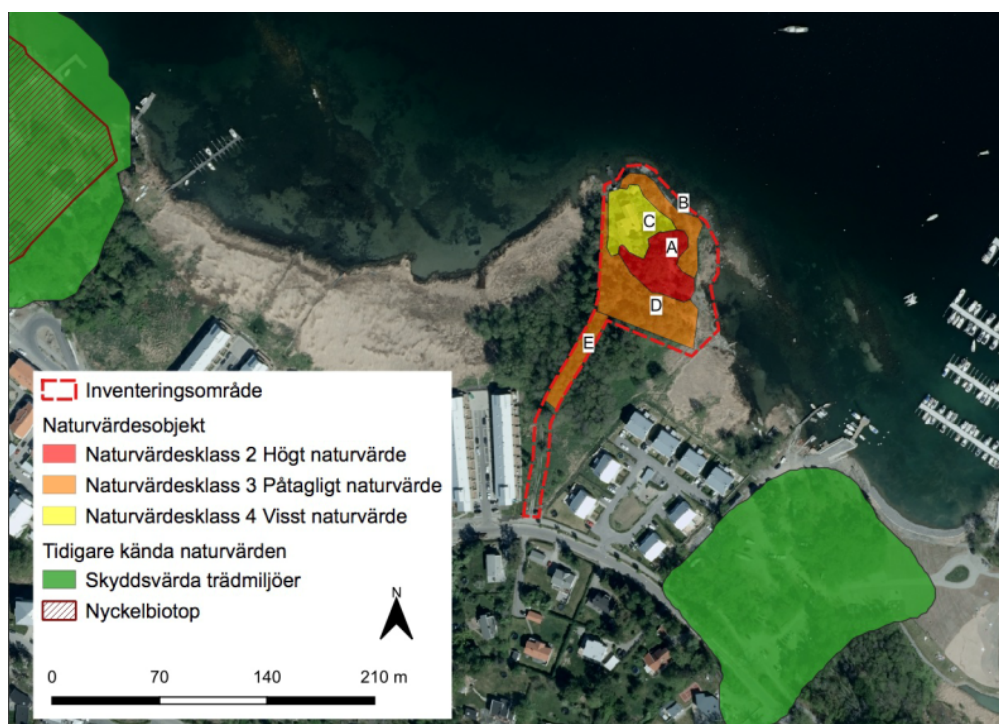 B
C
A
D
E
Inventeringsområde
Naturvärdesobjekt
Naturvärdesklass 2 Högt naturvärde
Naturvärdesklass 3 Påtagligt naturvärde
Naturvärdesklass 4 Visst naturvärde
Tidigare kända naturvärden
Skyddsvärda trädmiljöer
Nyckelbiotop
N
0 70 140 210 m